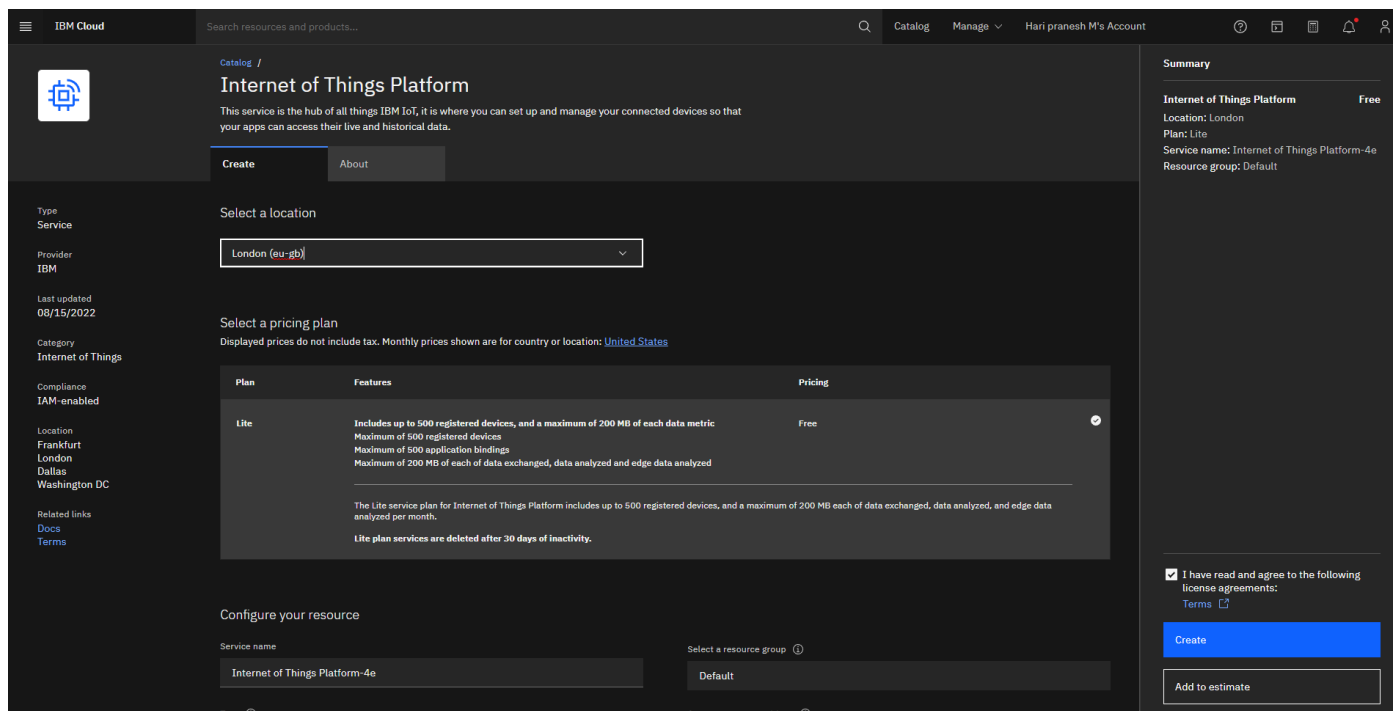 IBM Cloud
Search resources and products...
Catalog
Manage
Hari pranesh M's Account
Catalog /
Internet of Things Platform
This service is the hub of all things IBM IoT, it is where you can set up and manage your connected devices so that
your apps can access their live and historical data.
Create
About
Type
Service
Provider
IBM
Last updated
08/15/2022
Category
Internet of Things
Compliance
IAM-enabled
Location
Frankfurt
London
Dallas
Washington DC
Related links
Docs
Terms
Select a location
London (eu-gb)
Select a pricing plan
Displayed prices do not include tax. Monthly prices shown are for country or location: United States
Plan
Features
Pricing
Lite
Includes up to 500 registered devices, and a maximum of 200 MB of each data metric
Free
Maximum of 500 registered devices
Maximum of 500 application bindings
Maximum of 200 MB of each of data exchanged, data analyzed and edge data analyzed
The Lite service plan for Internet of Things Platform includes up to 500 registered devices, and a maximum of 200 MB each of data exchanged, data analyzed, and edge data
analyzed per month.
Lite plan services are deleted after 30 days of inactivity.
Configure your resource
Service name
Internet of Things Platform-4e
Select a resource group
Default
Summary
Internet of Things Platform
Free
Location: London
Plan: Lite
Service name: Internet of Things Platform-4e
Resource group: Default
I have read and agree to the following
license agreements:
Terms
Create
Add to estimate